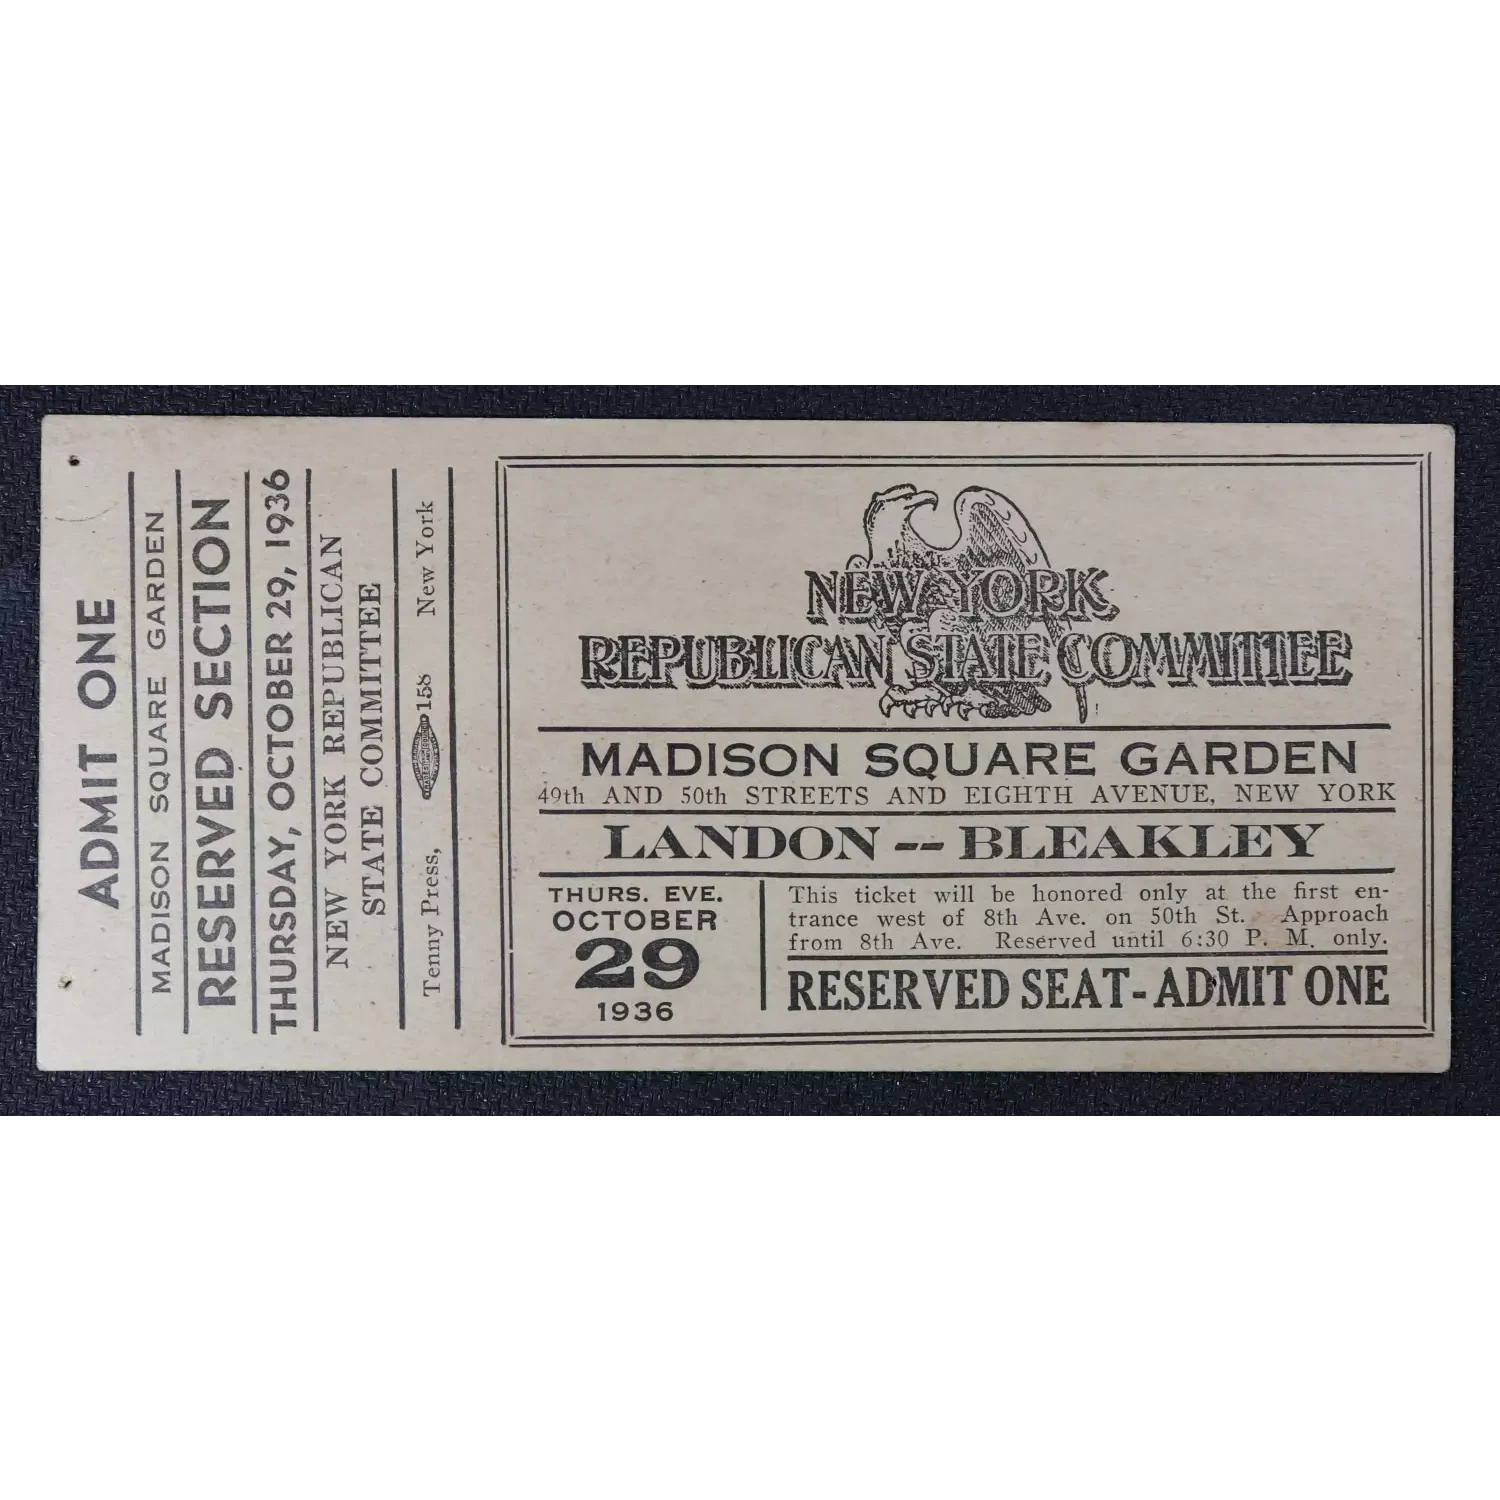 ADMIT ONE
MADISON SQUARE GARDEN
RESERVED SECTION
THURSDAY, OCTOBER 29, 1936
NEW YORK REPUBLICAN
STATE COMMITTEE
Tenny Press, 158 New York
NEW YORK
REPUBLICAN STATE COMMITTEE
MADISON SQUARE GARDEN
49th AND 50th STREETS AND EIGHTH AVENUE, NEW YORK
LANDON -- BLEAKLEY
THURS. EVE.
OCTOBER
29
1936
This ticket will be honored only at the first en-
trance west of 8th Ave. on 50th St. Approach
from 8th Ave. Reserved until 6:30 P. M. only.
RESERVED SEAT-ADMIT ONE